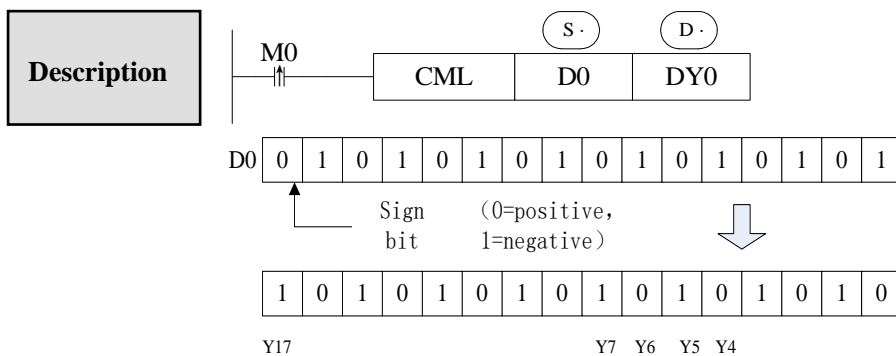 S · D ·
Description M0 CML D0 DY0
D0 0 1 0 1 0 1 0 1 0 1 0 1 0 1 0 1
Sign (0=positive,
bit 1=negative)
1 0 1 0 1 0 1 0 1 0 1 0 1 0 1 0
Y17 Y7 Y6 Y5 Y4